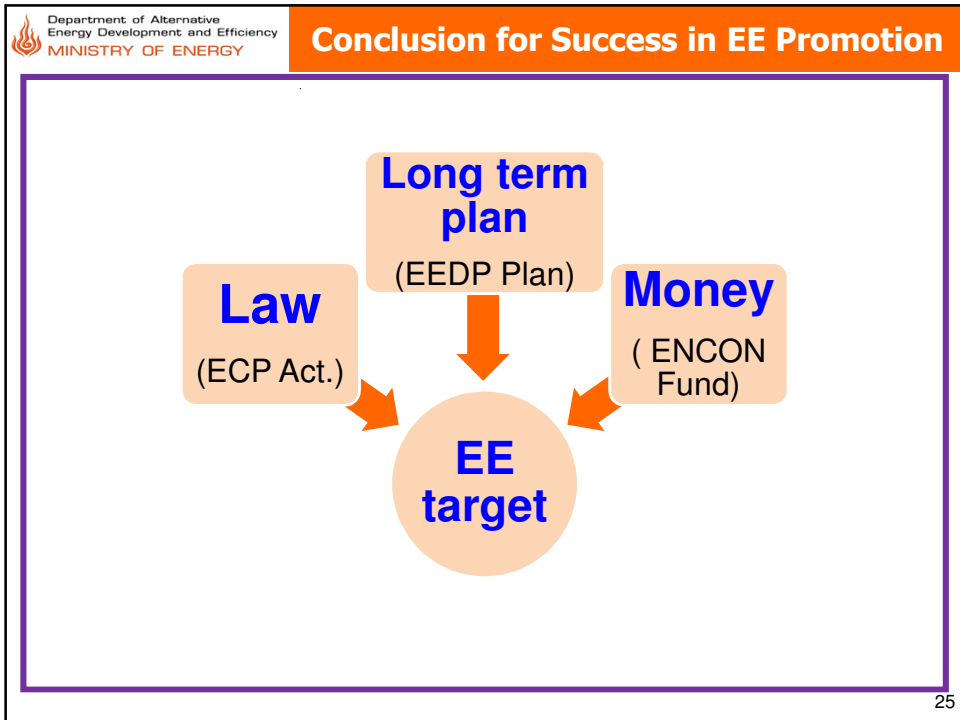 Department of Alternative
Energy Development and Efficiency
MINISTRY OF ENERGY
Conclusion for Success in EE Promotion
Long term
plan
(EEDP Plan)
Law
(ECP Act.)
Money
( ENCON
Fund)
EE
target
25